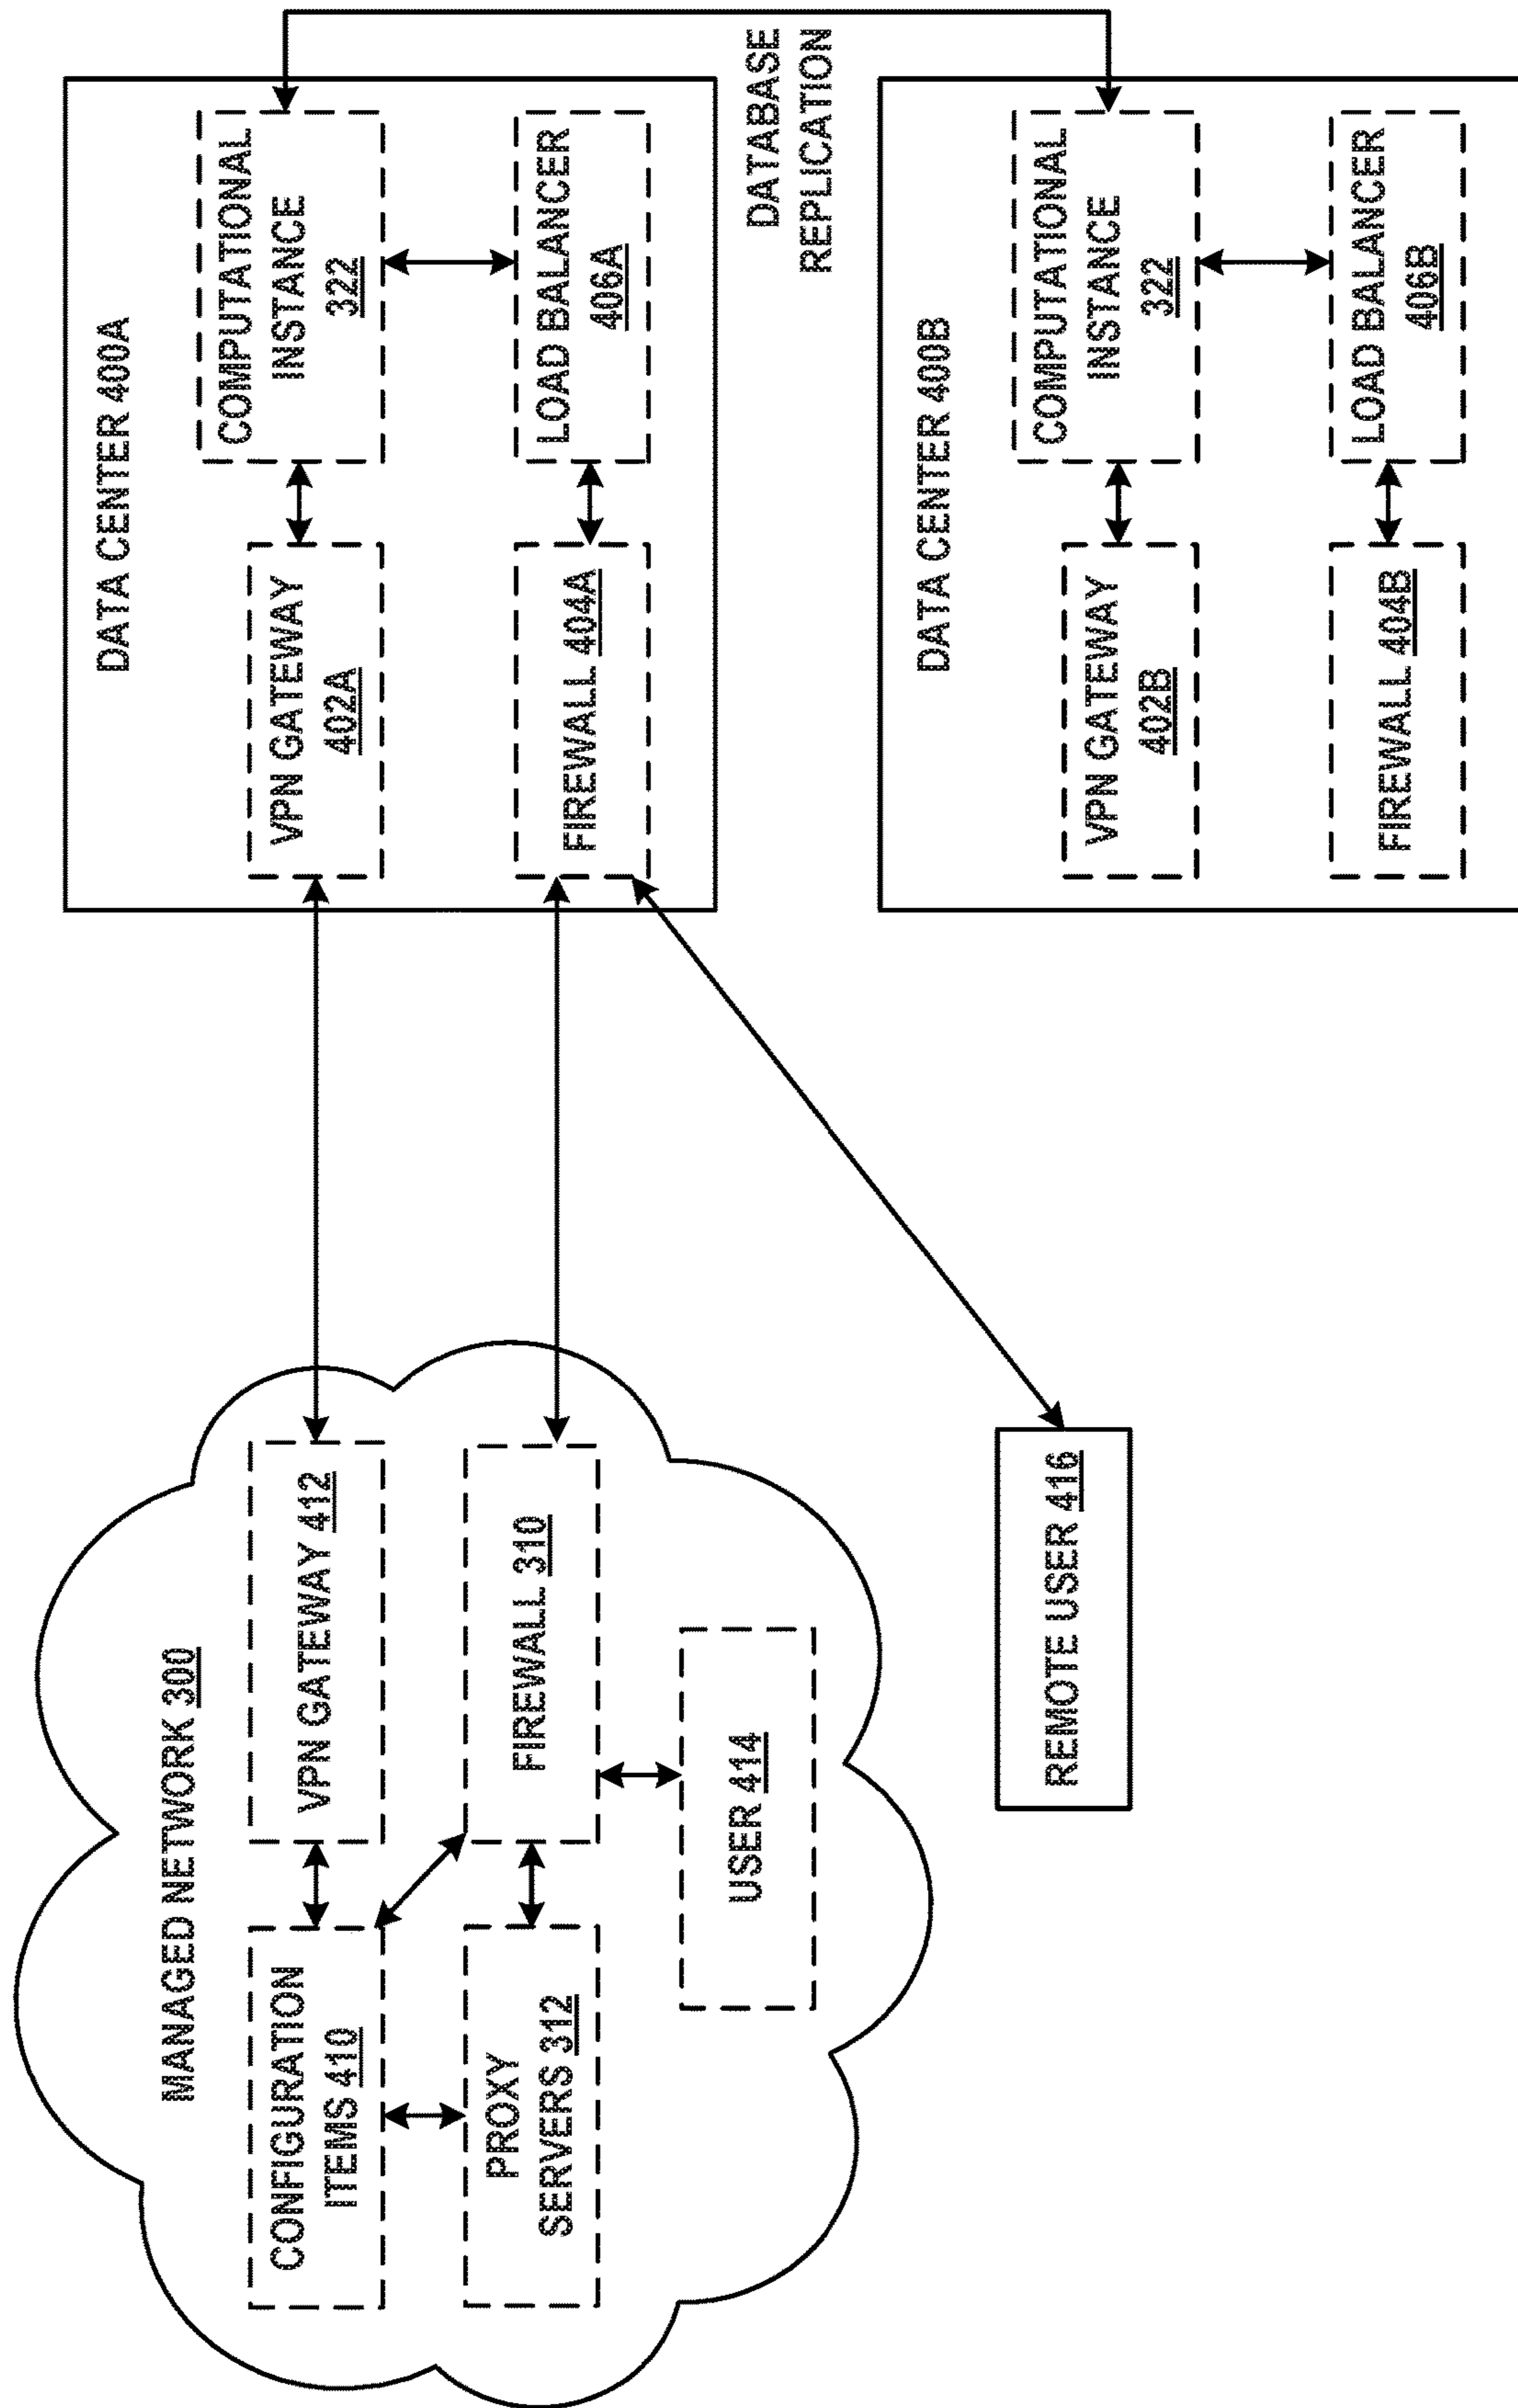 MANAGED NETWORK 300
CONFIGURATION
ITEMS 410
VPN GATEWAY 412
PROXY
SERVERS 312
FIREWALL 310
USER 414
REMOTE USER 416
DATA CENTER 400A
VPN GATEWAY
402A
COMPUTATIONAL
INSTANCE
322
FIREWALL 404A
LOAD BALANCER
406A
DATABASE
REPLICATION
DATA CENTER 400B
VPN GATEWAY
402B
COMPUTATIONAL
INSTANCE
322
FIREWALL 404B
LOAD BALANCER
406B